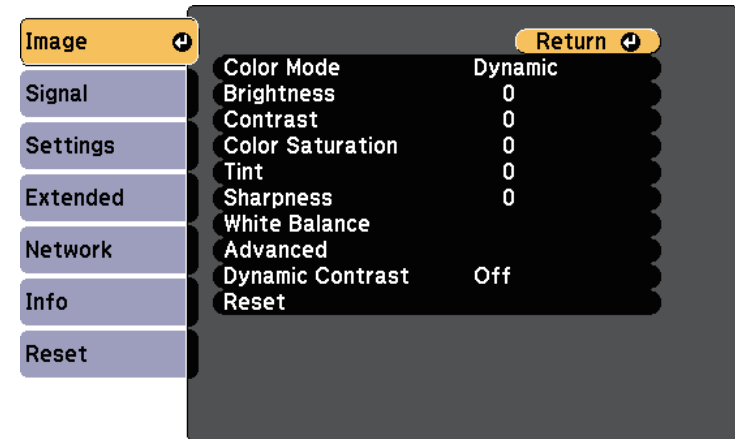 Image
Signal
Settings
Extended
Network
Info
Reset
Return
Color Mode Dynamic
Brightness 0
Contrast 0
Color Saturation 0
Tint 0
Sharpness 0
White Balance
Advanced
Dynamic Contrast Off
Reset